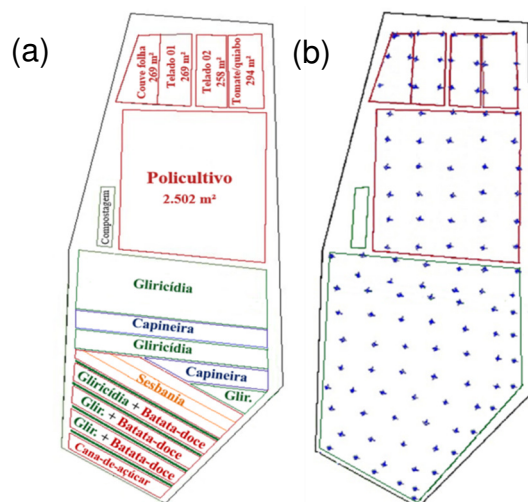 (a)
(b)
Couve folha
269 m²
Telado 01
269 m²
Telado 02
258 m²
Tomate/quiabo
294 m²
Policultivo
2.502 m²
Compostagem
Gliricídia
Capineira
Gliricídia
Capineira
Sesbania
Glir.
Gliricídia + Batata-doce
Glir. + Batata-doce
Glir. + Batata-doce
Cana-de-açúcar